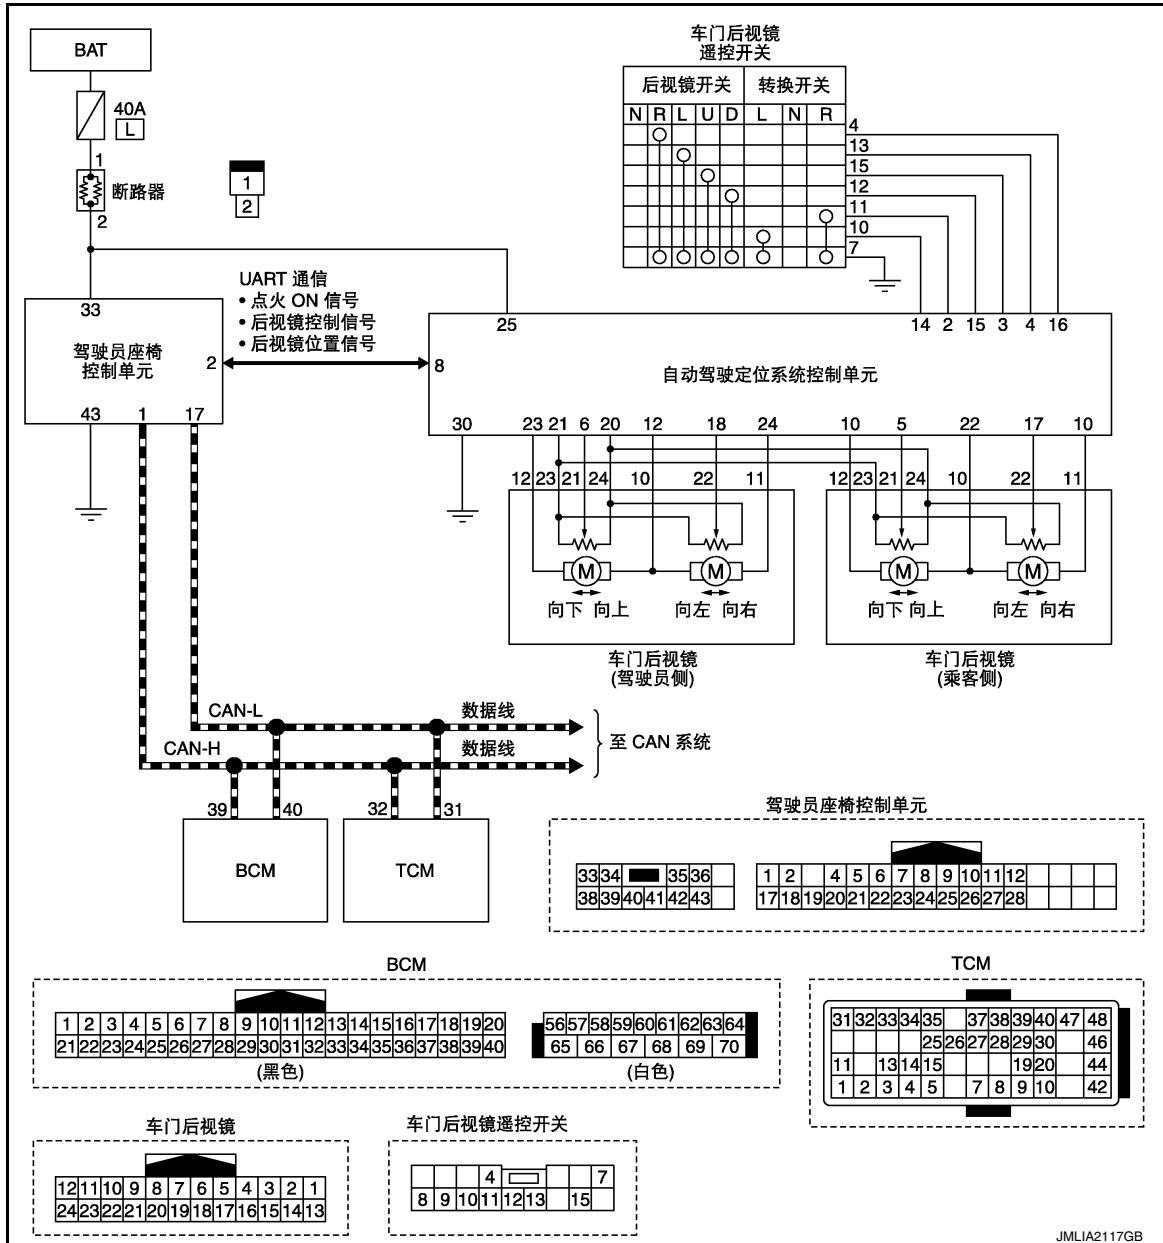 BAT
40A
L
1
断路器
2
1
2
车门后视镜
遥控开关
后视镜开关 转换开关
N R L U D L N R
4
13
15
12
11
10
7
UART 通信
• 点火 ON 信号
• 后视镜控制信号
• 后视镜位置信号
33
驾驶员座椅
控制单元
2
43 1 17
25 14 2 15 3 4 16
8
自动驾驶定位系统控制单元
30 23 21 6 20 12 18 24 10 5 22 17 10
12 23 21 24 10 22 11 12 23 21 24 10 22 11
M M M M
向下 向上 向左 向右 向下 向上 向左 向右
车门后视镜
(驾驶员侧)
车门后视镜
(乘客侧)
CAN-L 数据线
CAN-H 数据线
至 CAN 系统
39 40 32 31
BCM TCM
驾驶员座椅控制单元
33 34 35 36
38 39 40 41 42 43
1 2 4 5 6 7 8 9 10 11 12
17 18 19 20 21 22 23 24 25 26 27 28
BCM
1 2 3 4 5 6 7 8 9 10 11 12 13 14 15 16 17 18 19 20
21 22 23 24 25 26 27 28 29 30 31 32 33 34 35 36 37 38 39 40
(黑色)
56 57 58 59 60 61 62 63 64
65 66 67 68 69 70
(白色)
TCM
31 32 33 34 35 37 38 39 40 47 48
25 26 27 28 29 30 46
11 13 14 15 19 20 44
1 2 3 4 5 7 8 9 10 42
车门后视镜
12 11 10 9 8 7 6 5 4 3 2 1
24 23 22 21 20 19 18 17 16 15 14 13
车门后视镜遥控开关
4 7
8 9 10 11 12 13 15
JMLIA2117GB